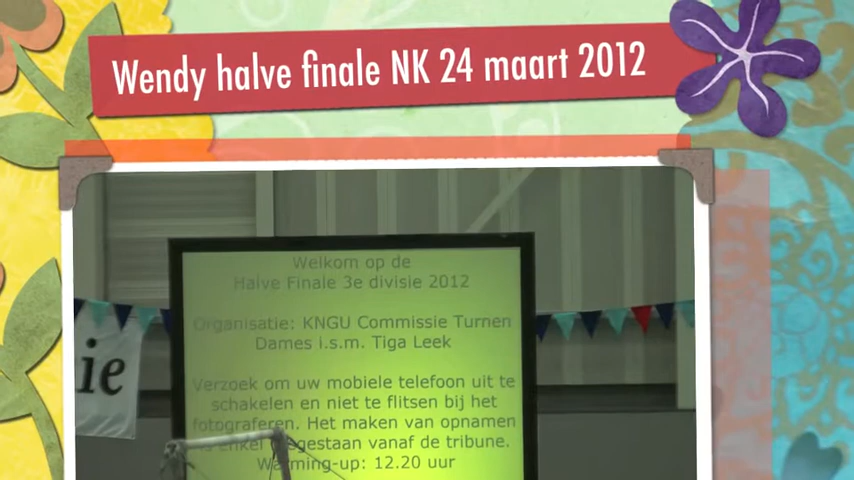 Wendy halve finale NK 24 maart 2012
Welkom op de
Halve Finale 3e divisie 2012
Organisatie: KNGU Commissie Turnen
Dames i.s.m. Tiga Leek
Verzoek om uw mobiele telefoon uit te
schakelen en niet te flitsen bij het
fotograferen. Het maken van opnamen
is enkel toegestaan vanaf de tribune.
Warming-up: 12.20 uur
ie